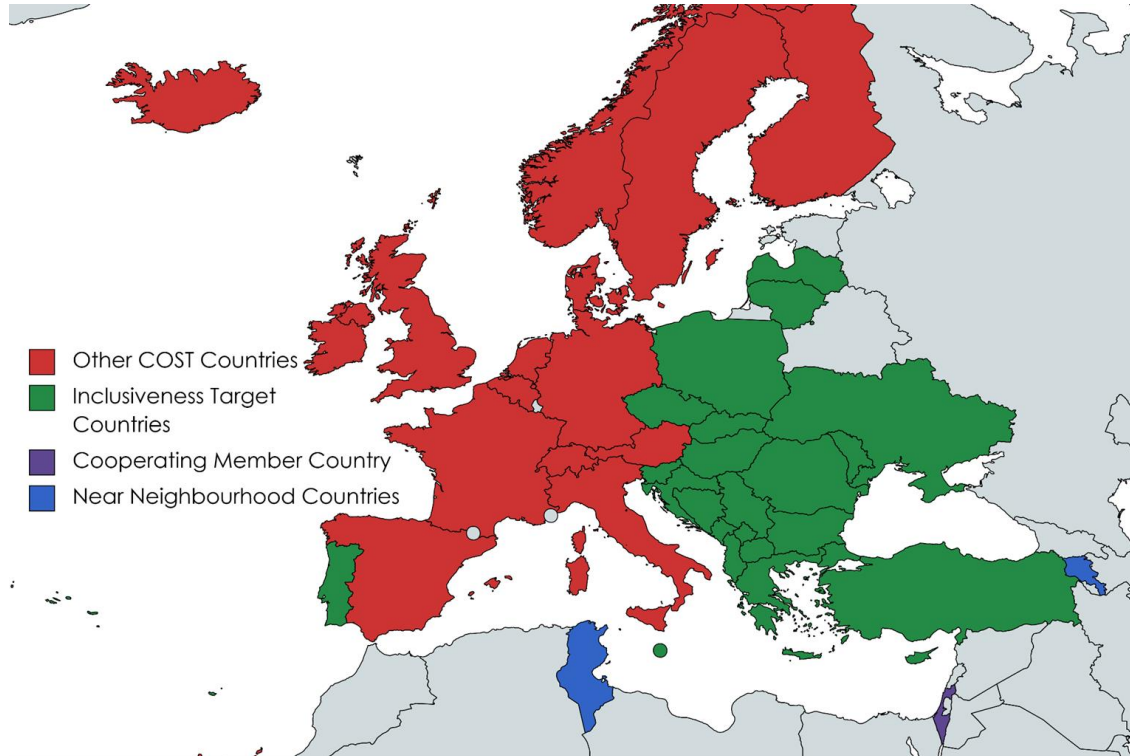 Other COST Countries
Inclusiveness Target
Countries
Cooperating Member Country
Near Neighbourhood Countries